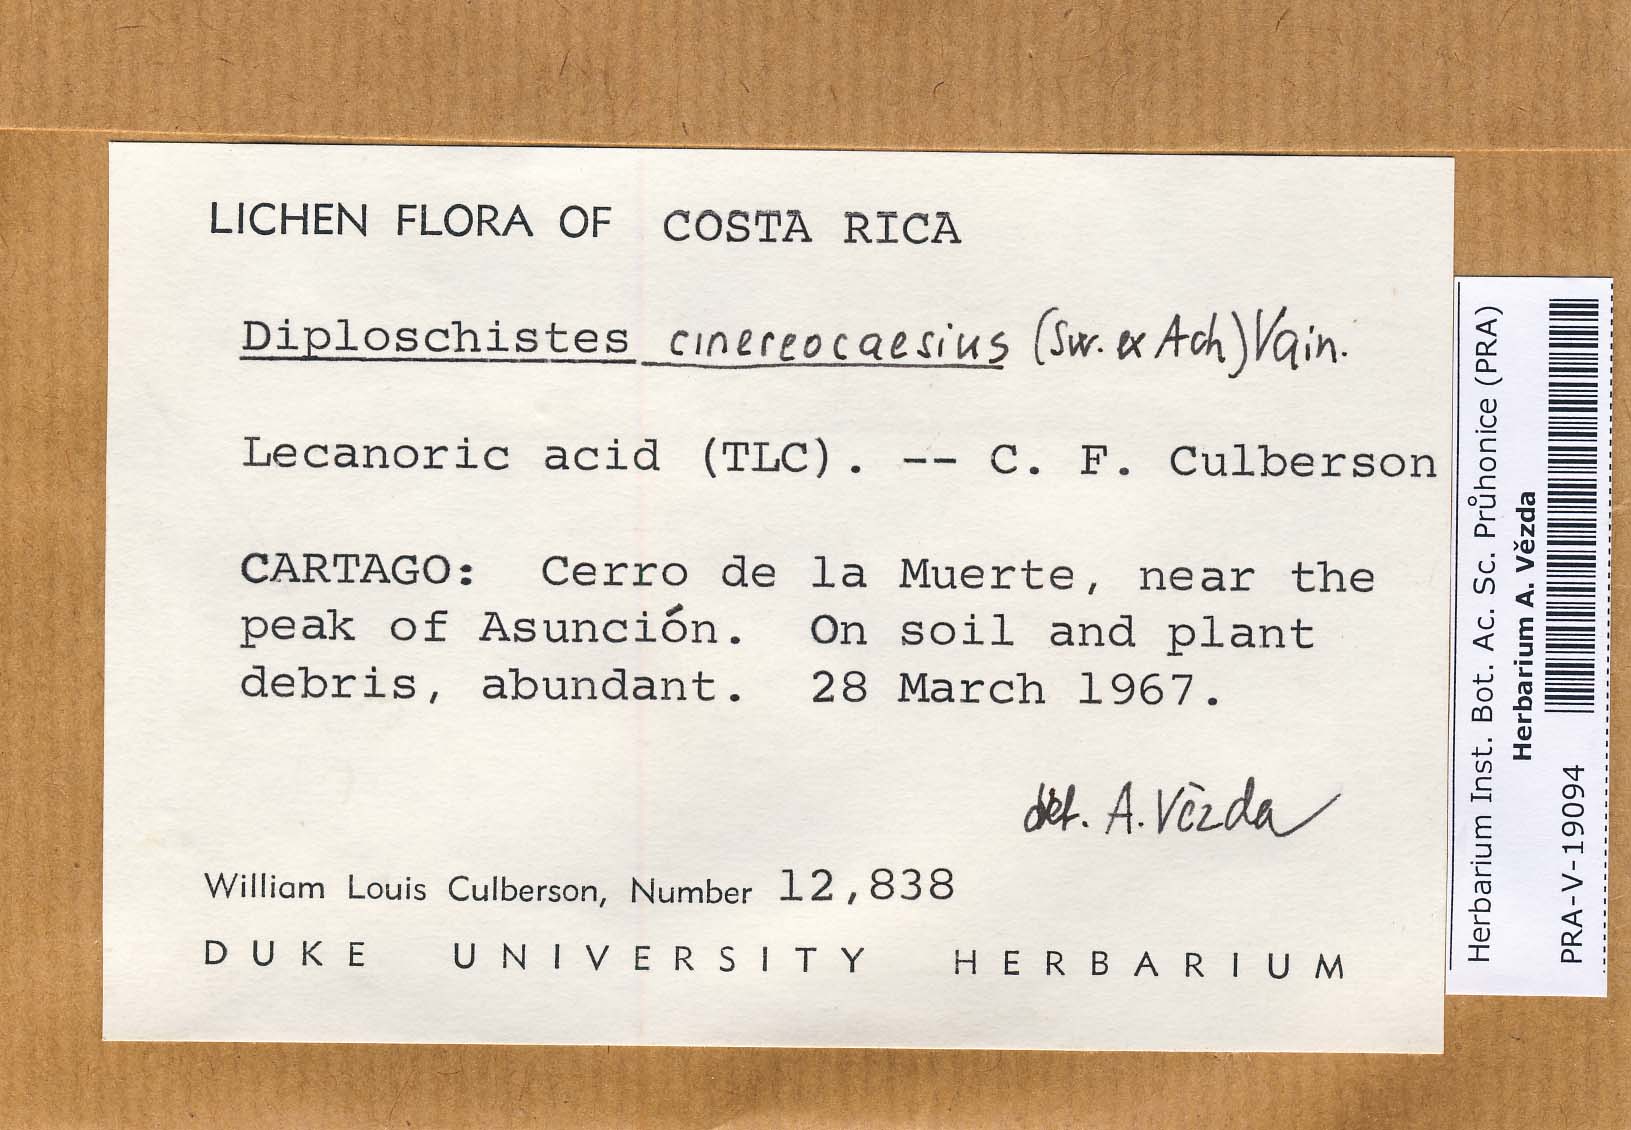 LICHEN FLORA OF COSTA RICA
Diploschistes cinereocaesius (Sw. ex Ach) Vain.
Lecanoric acid (TLC). -- C. F. Culberson
CARTAGO: Cerro de la Muerte, near the
peak of Asunción. On soil and plant
debris, abundant. 28 March 1967.
det. A. Vězda
William Louis Culberson, Number 12,838
DUKE UNIVERSITY HERBARIUM
Herbarium Inst. Bot. Ac. Sc. Průhonice (PRA)
Herbarium A. Vězda
PRA-V-19094